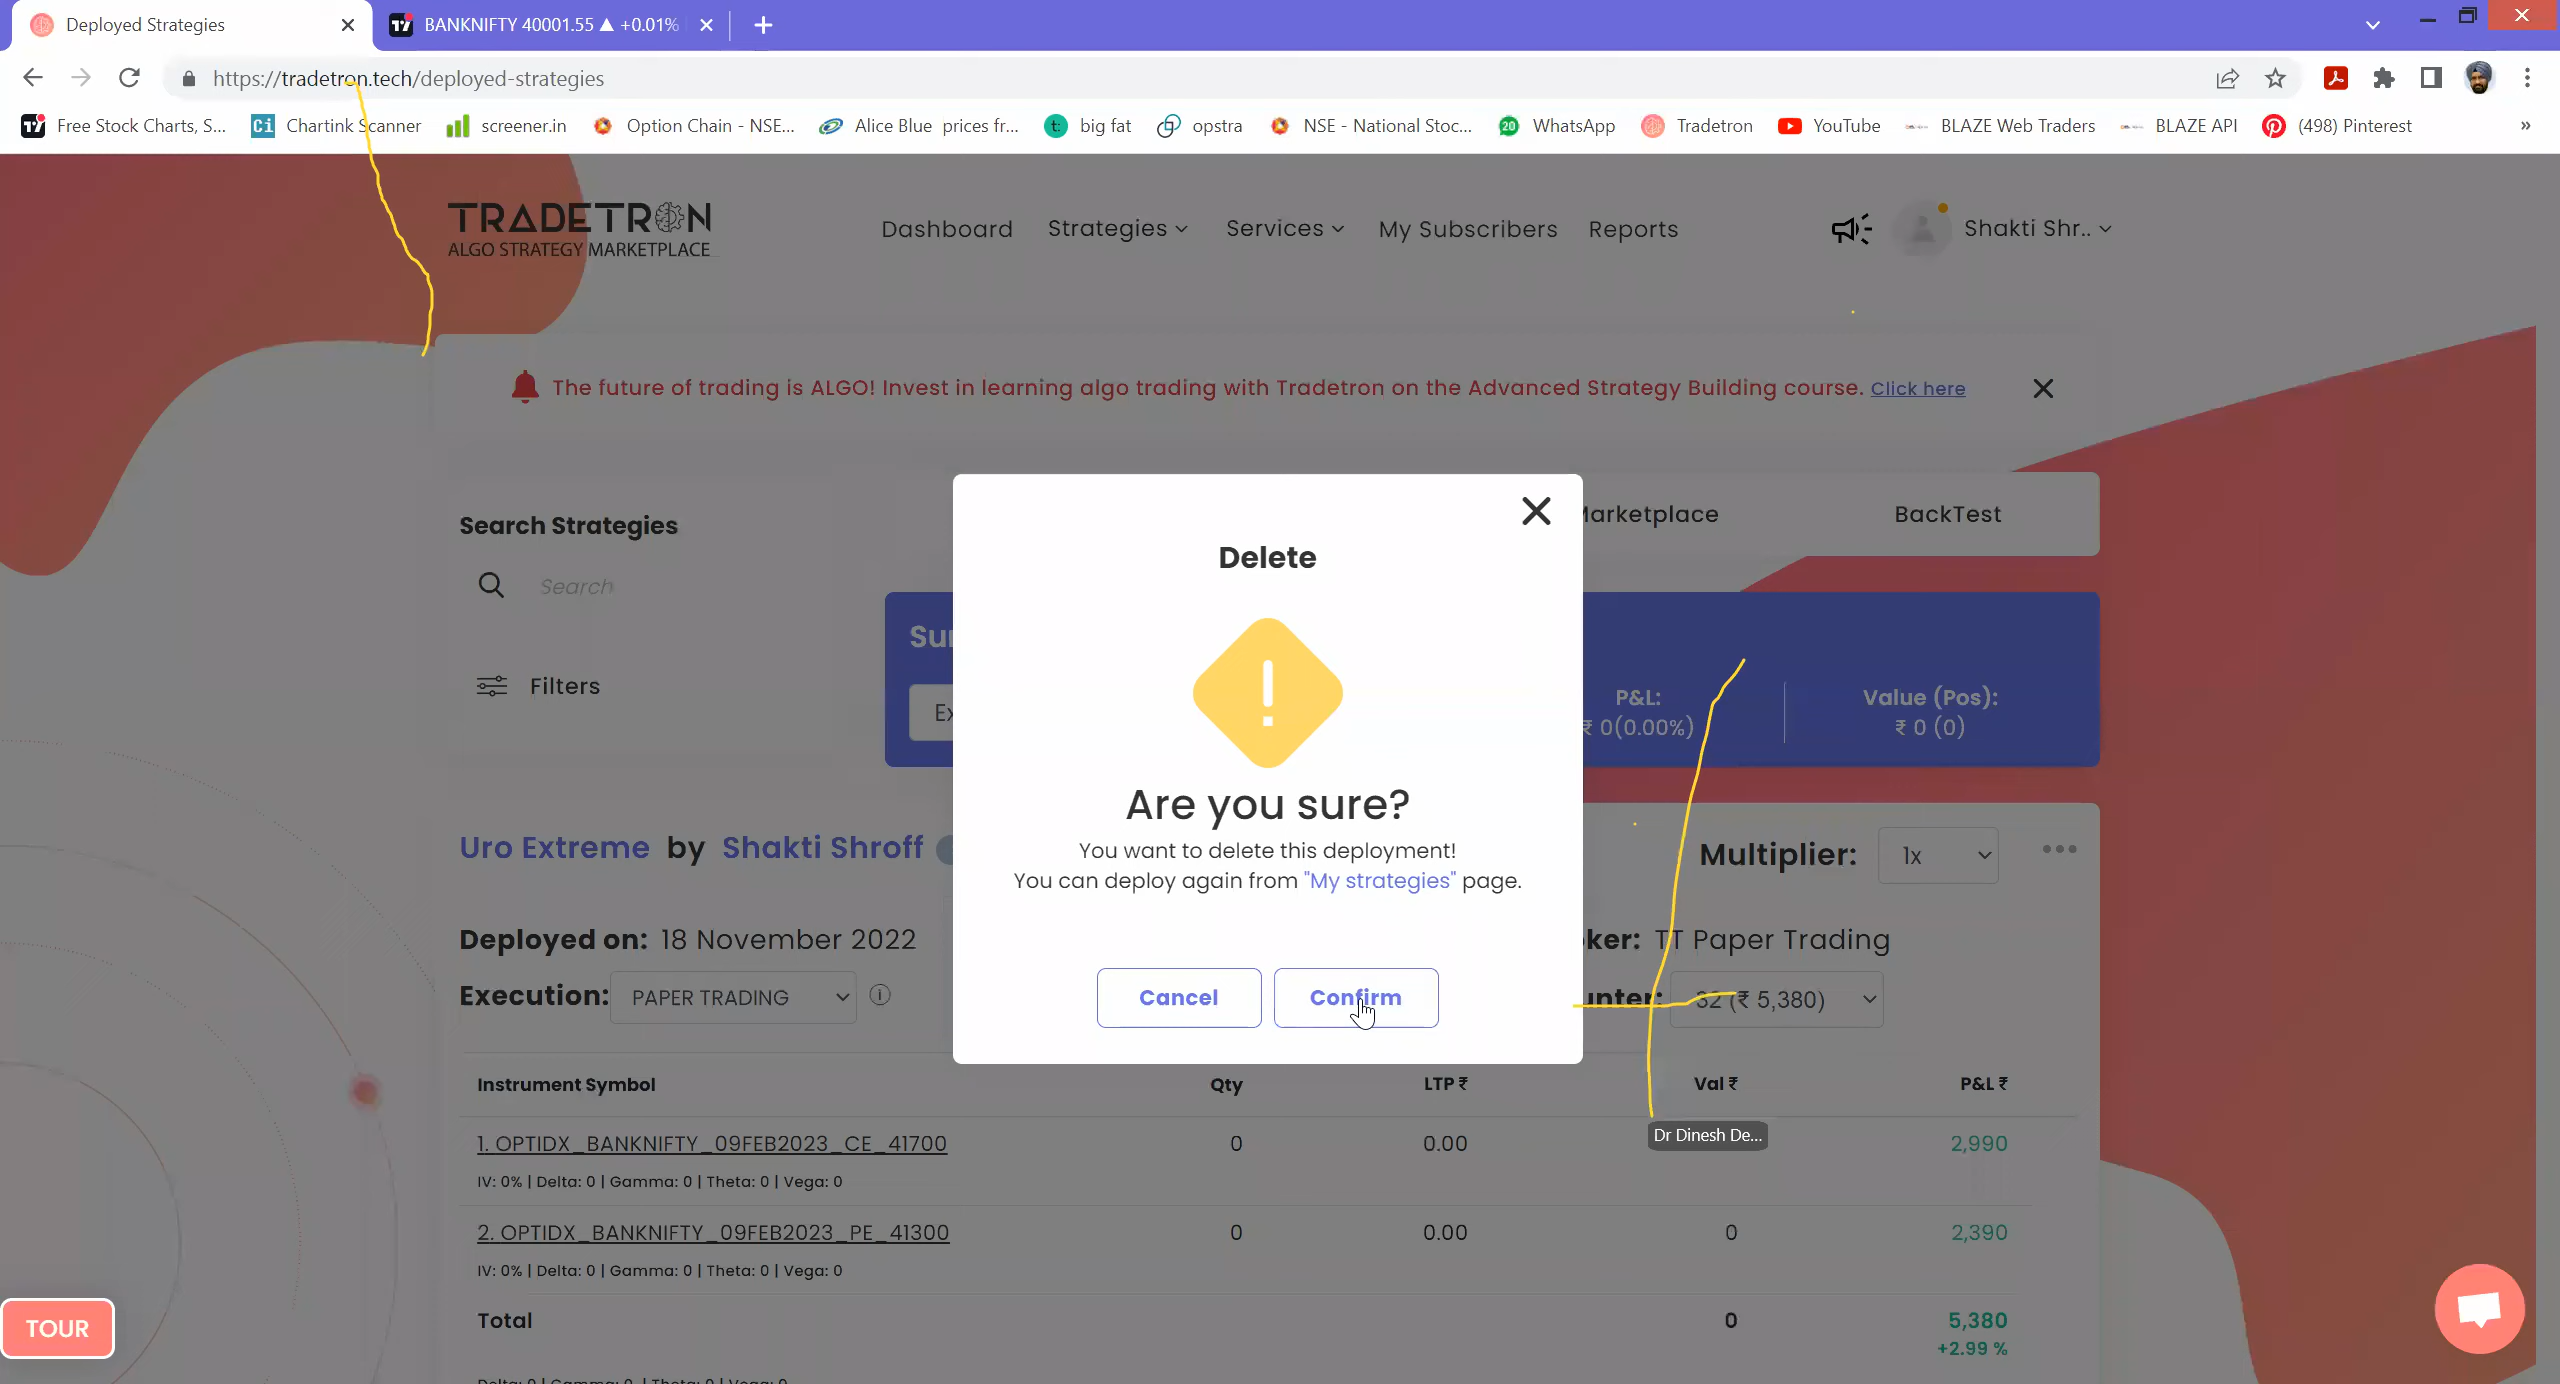 Deployed Strategies
BANKNIFTY 40001.55 ▲ +0.01%
https://tradetron.tech/deployed-strategies
Free Stock Charts, S...
Chartink Scanner
screener.in
Option Chain - NSE...
Alice Blue prices fr...
big fat
opstra
NSE - National Stoc...
WhatsApp
Tradetron
YouTube
BLAZE Web Traders
BLAZE API
(498) Pinterest
»
TRADETRON
ALGO STRATEGY MARKETPLACE
Dashboard
Strategies
Services
My Subscribers
Reports
Shakti Shr..
The future of trading is ALGO! Invest in learning algo trading with Tradetron on the Advanced Strategy Building course. Click here
Search Strategies
Search
Filters
Marketplace
BackTest
P&L:
₹ 0(0.00%)
Value (Pos):
₹ 0 (0)
Delete
Are you sure?
You want to delete this deployment!
You can deploy again from "My strategies" page.
Cancel
Confirm
Uro Extreme by Shakti Shroff
Multiplier: 1x
Deployed on: 18 November 2022
ker: TT Paper Trading
Execution: PAPER TRADING
unter: 32 (₹ 5,380)
Instrument Symbol Qty LTP ₹ Val ₹ P&L ₹
1. OPTIDX_BANKNIFTY_09FEB2023_CE_41700 0 0.00 2,990
Dr Dinesh De...
IV: 0% | Delta: 0 | Gamma: 0 | Theta: 0 | Vega: 0
2. OPTIDX_BANKNIFTY_09FEB2023_PE_41300 0 0.00 0 2,390
IV: 0% | Delta: 0 | Gamma: 0 | Theta: 0 | Vega: 0
Total 0 5,380
+2.99 %
TOUR